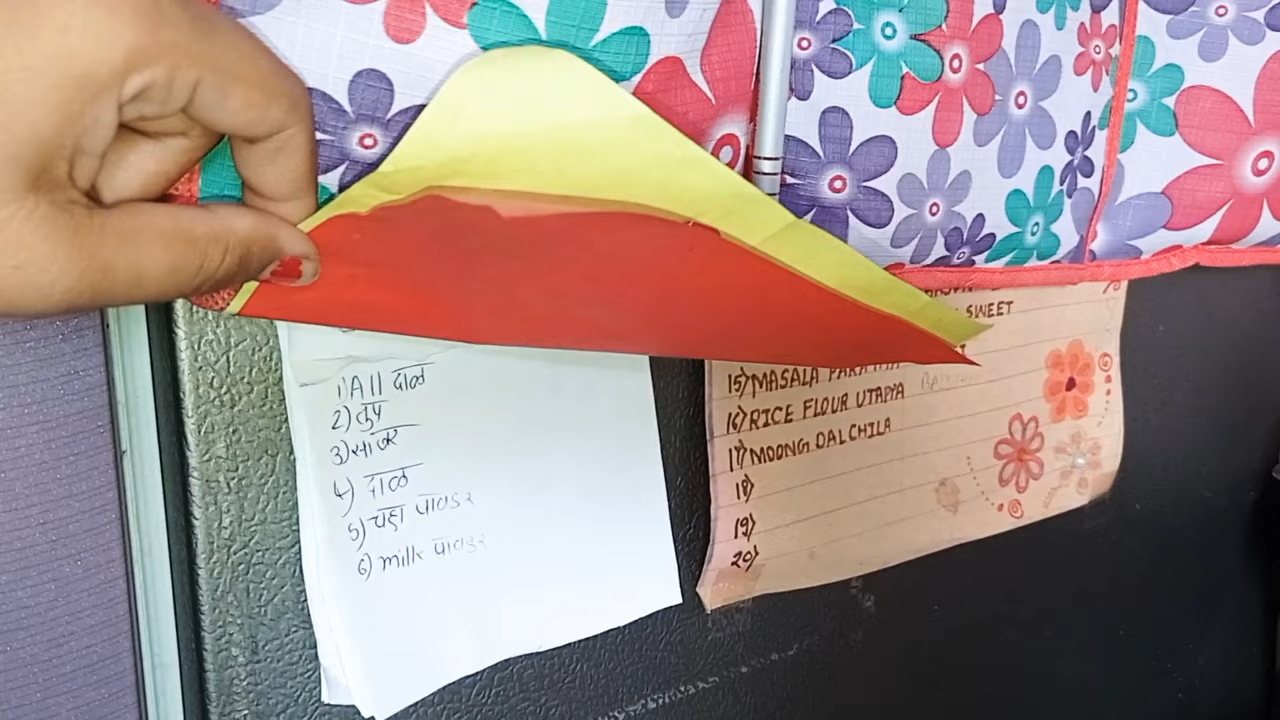 1) All दाळ
2) तुप
3) साखर
4) दाळ
5) चहा पावडर
6) milk पावडर
SWEET
15) MASALA PARATHA
16) RICE FLOUR UTAPPA
17) MOONG DAL CHILA
18)
19)
20)